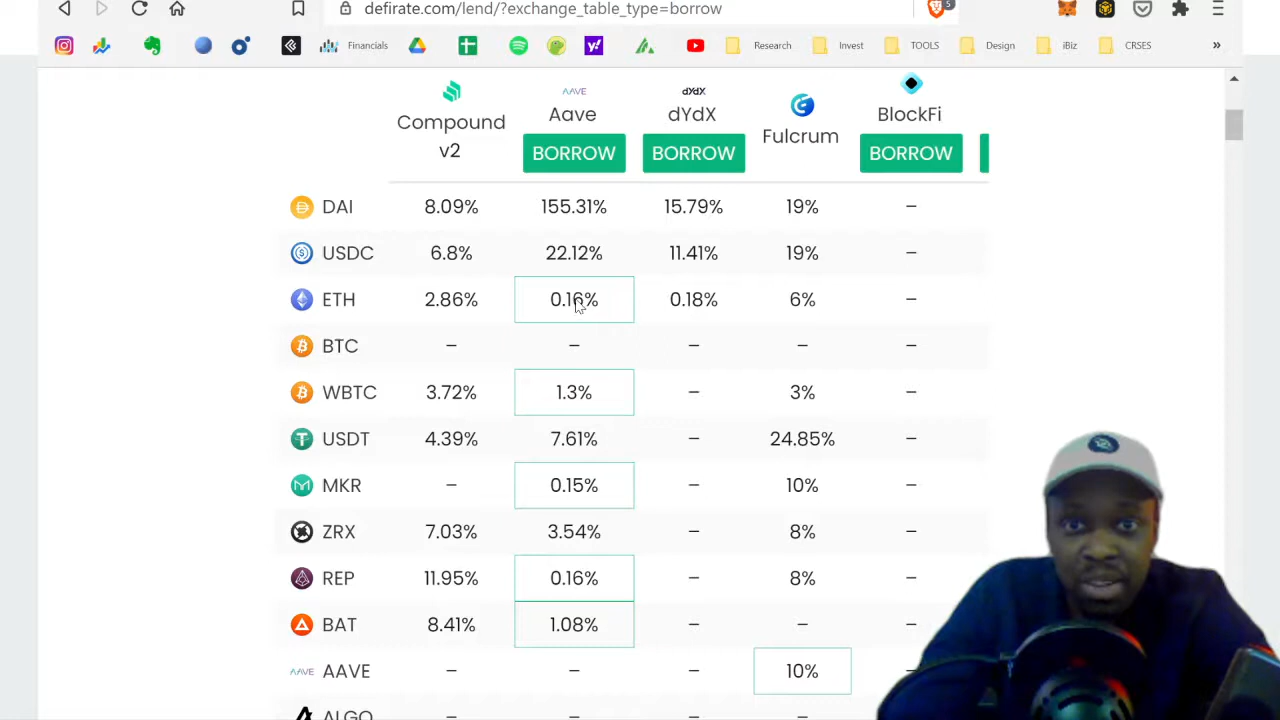 defirate.com/lend/?exchange_table_type=borrow
5
Financials
Research
Invest
TOOLS
Design
iBiz
CRSES
»
Compound v2
AAVE
Aave
BORROW
dYdX
dYdX
BORROW
Fulcrum
BlockFi
BORROW
DAI 8.09% 155.31% 15.79% 19% –
USDC 6.8% 22.12% 11.41% 19% –
ETH 2.86% 0.16% 0.18% 6% –
BTC – – – – –
WBTC 3.72% 1.3% – 3% –
USDT 4.39% 7.61% – 24.85% –
MKR – 0.15% – 10% –
ZRX 7.03% 3.54% – 8% –
REP 11.95% 0.16% – 8% –
BAT 8.41% 1.08% – – –
AAVE AAVE – – – 10% –
ALGO – – – –